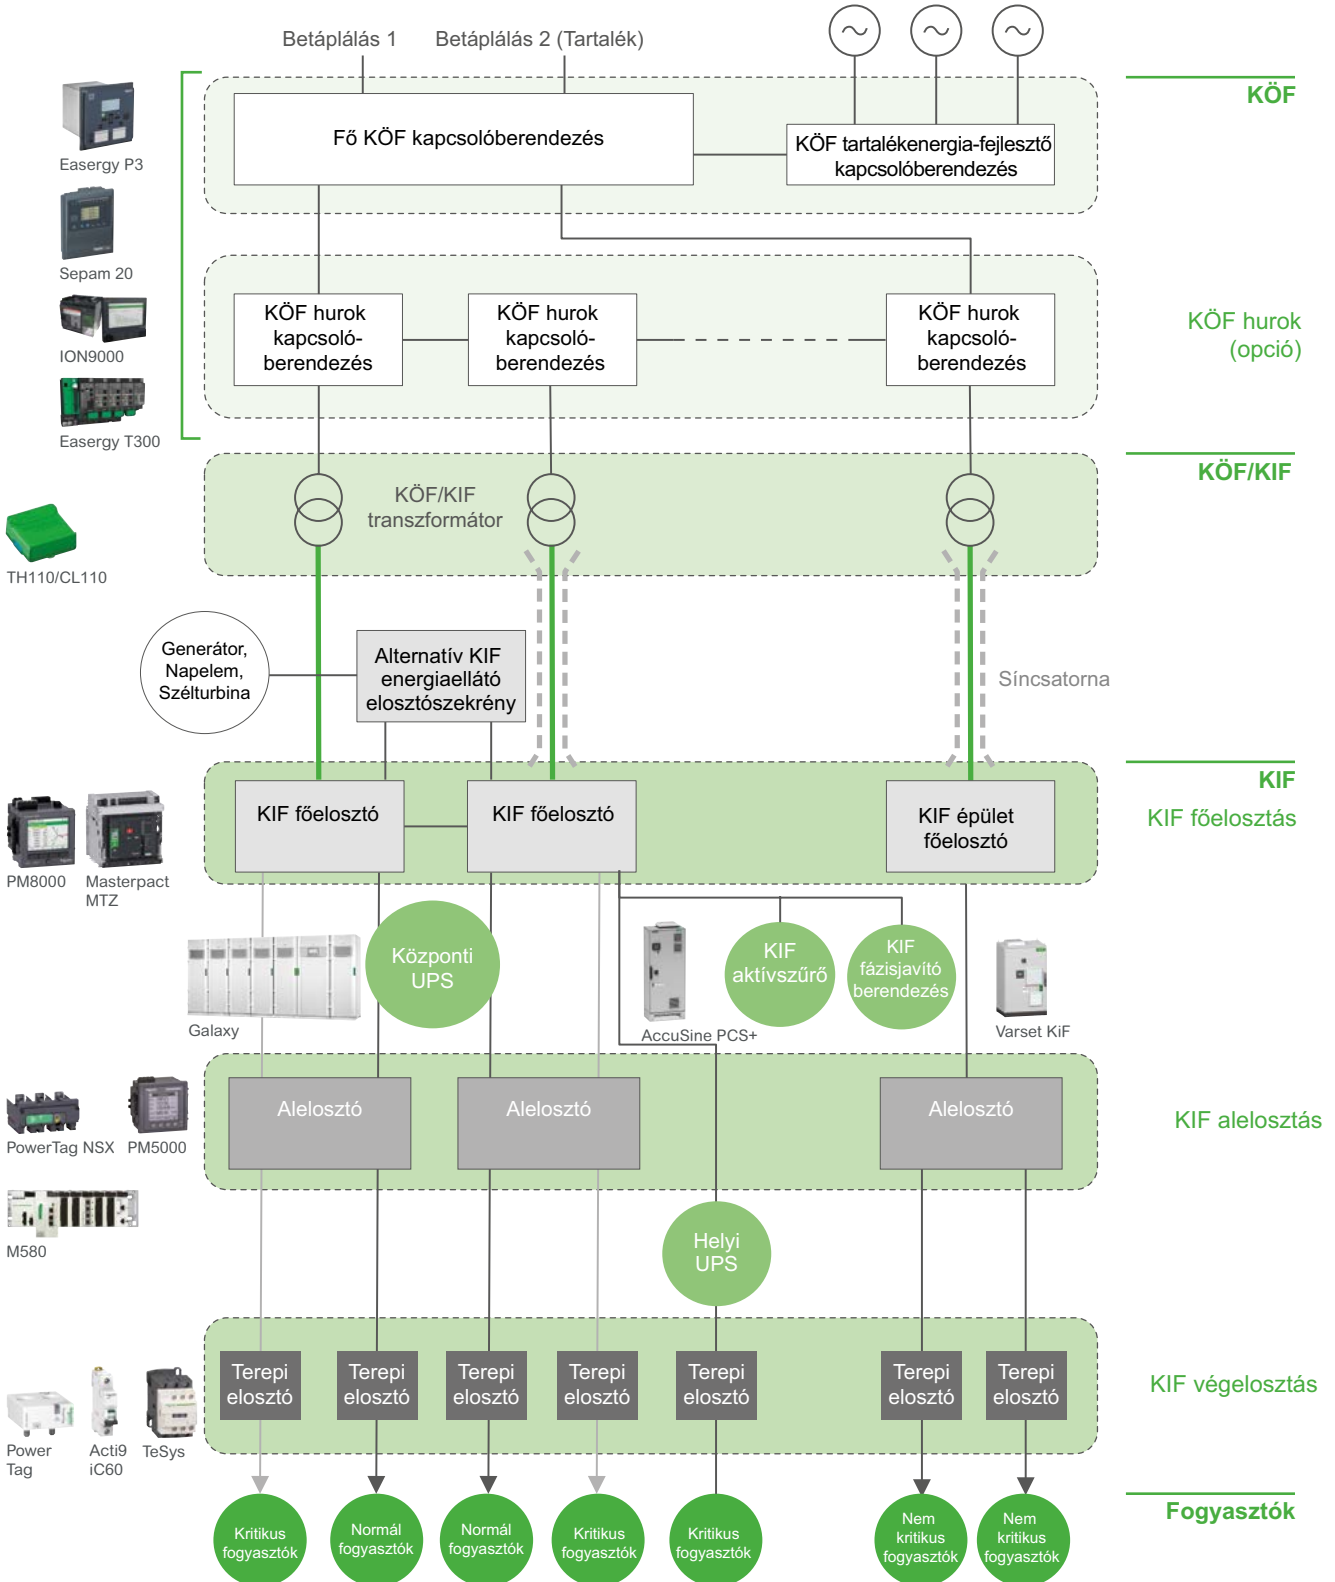 Betáplálás 1
Betáplálás 2 (Tartalék)
KÖF
Fő KÖF kapcsolóberendezés
KÖF tartalékenergia-fejlesztő
kapcsolóberendezés
Easergy P3
Sepam 20
ION9000
Easergy T300
KÖF hurok
kapcsoló-
berendezés
KÖF hurok
kapcsoló-
berendezés
KÖF hurok
kapcsoló-
berendezés
KÖF hurok
(opció)
KÖF/KIF
KÖF/KIF
transzformátor
TH110/CL110
Generátor,
Napelem,
Szélturbina
Alternatív KIF
energiaellátó
elosztószekrény
Síncsatorna
KIF
KIF főelosztás
KIF főelosztó
KIF főelosztó
KIF épület
főelosztó
PM8000
Masterpact
MTZ
Központi
UPS
KIF
aktívszűrő
KIF
fázisjavító
berendezés
Galaxy
AccuSine PCS+
Varset KiF
Alelosztó
Alelosztó
Alelosztó
KIF alelosztás
PowerTag NSX
PM5000
M580
Helyi
UPS
Terepi
elosztó
Terepi
elosztó
Terepi
elosztó
Terepi
elosztó
Terepi
elosztó
Terepi
elosztó
Terepi
elosztó
KIF végelosztás
Power
Tag
Acti9
iC60
TeSys
Fogyasztók
Kritikus
fogyasztók
Normál
fogyasztók
Normál
fogyasztók
Kritikus
fogyasztók
Kritikus
fogyasztók
Nem
kritikus
fogyasztók
Nem
kritikus
fogyasztók